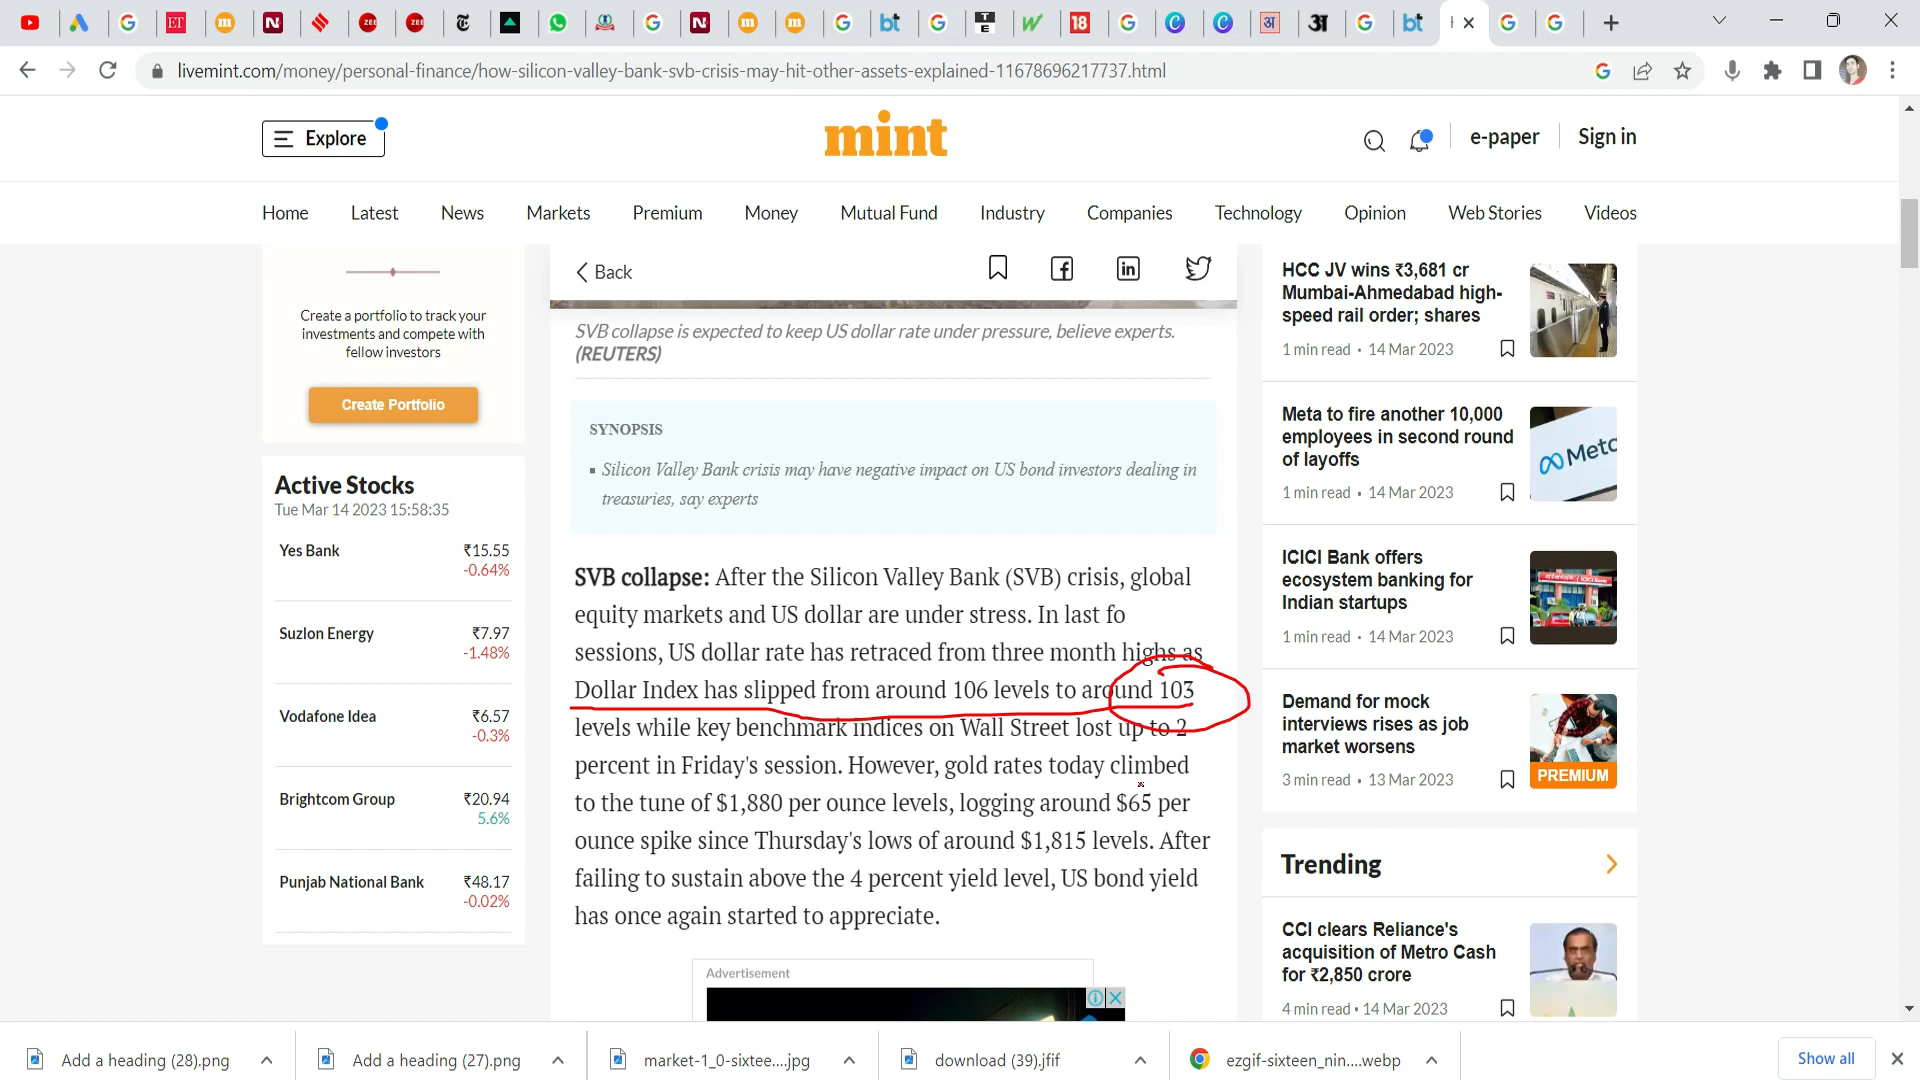 livemint.com/money/personal-finance/how-silicon-valley-bank-svb-crisis-may-hit-other-assets-explained-11678696217737.html
Explore
mint
e-paper
Sign in
Home
Latest
News
Markets
Premium
Money
Mutual Fund
Industry
Companies
Technology
Opinion
Web Stories
Videos
Create a portfolio to track your
investments and compete with
fellow investors
Create Portfolio
Active Stocks
Tue Mar 14 2023 15:58:35
Yes Bank
₹15.55
-0.64%
Suzlon Energy
₹7.97
-1.48%
Vodafone Idea
₹6.57
-0.3%
Brightcom Group
₹20.94
5.6%
Punjab National Bank
₹48.17
-0.02%
Back
SVB collapse is expected to keep US dollar rate under pressure, believe experts.
(REUTERS)
SYNOPSIS
Silicon Valley Bank crisis may have negative impact on US bond investors dealing in
treasuries, say experts
SVB collapse: After the Silicon Valley Bank (SVB) crisis, global
equity markets and US dollar are under stress. In last fo
sessions, US dollar rate has retraced from three month highs as
Dollar Index has slipped from around 106 levels to around 103
levels while key benchmark indices on Wall Street lost up to 2
percent in Friday's session. However, gold rates today climbed
to the tune of $1,880 per ounce levels, logging around $65 per
ounce spike since Thursday's lows of around $1,815 levels. After
failing to sustain above the 4 percent yield level, US bond yield
has once again started to appreciate.
Advertisement
HCC JV wins ₹3,681 cr
Mumbai-Ahmedabad high-
speed rail order; shares
1 min read • 14 Mar 2023
Meta to fire another 10,000
employees in second round
of layoffs
1 min read • 14 Mar 2023
Meta
ICICI Bank offers
ecosystem banking for
Indian startups
1 min read • 14 Mar 2023
Demand for mock
interviews rises as job
market worsens
3 min read • 13 Mar 2023
PREMIUM
Trending
CCI clears Reliance's
acquisition of Metro Cash
for ₹2,850 crore
4 min read • 14 Mar 2023
Add a heading (28).png
Add a heading (27).png
market-1_0-sixtee....jpg
download (39).jfif
ezgif-sixteen_nin....webp
Show all